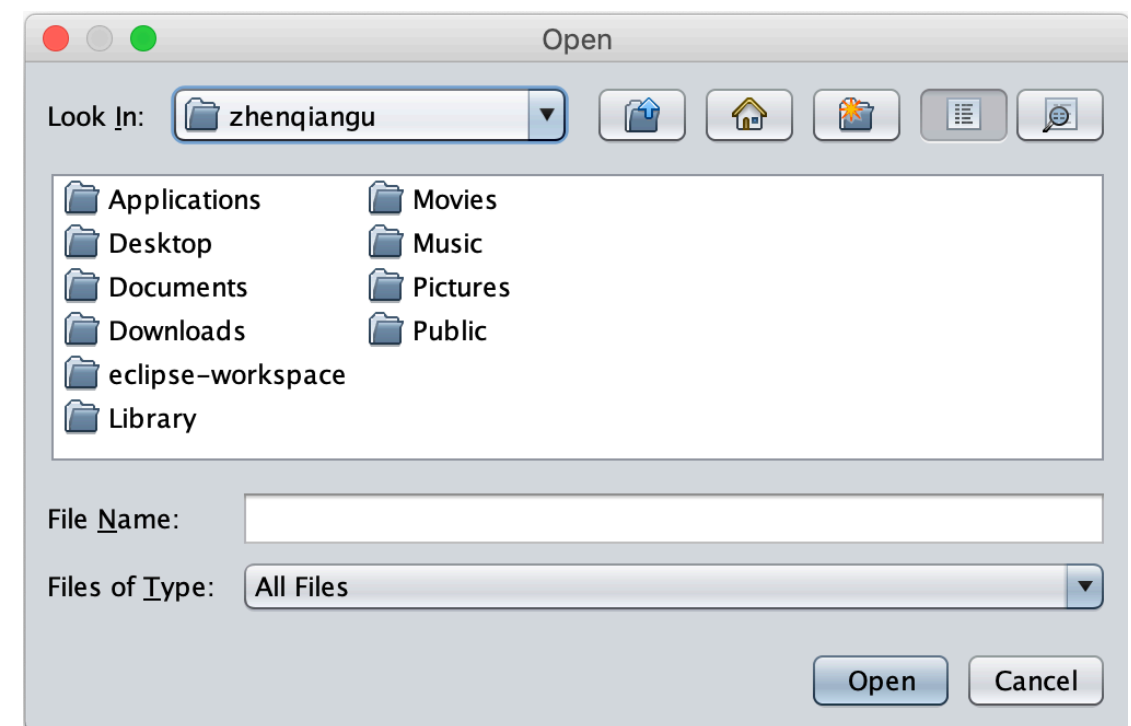 Open
Look In: zhenqiangu
Applications Movies
Desktop Music
Documents Pictures
Downloads Public
eclipse-workspace
Library
File Name:
Files of Type: All Files
Open Cancel